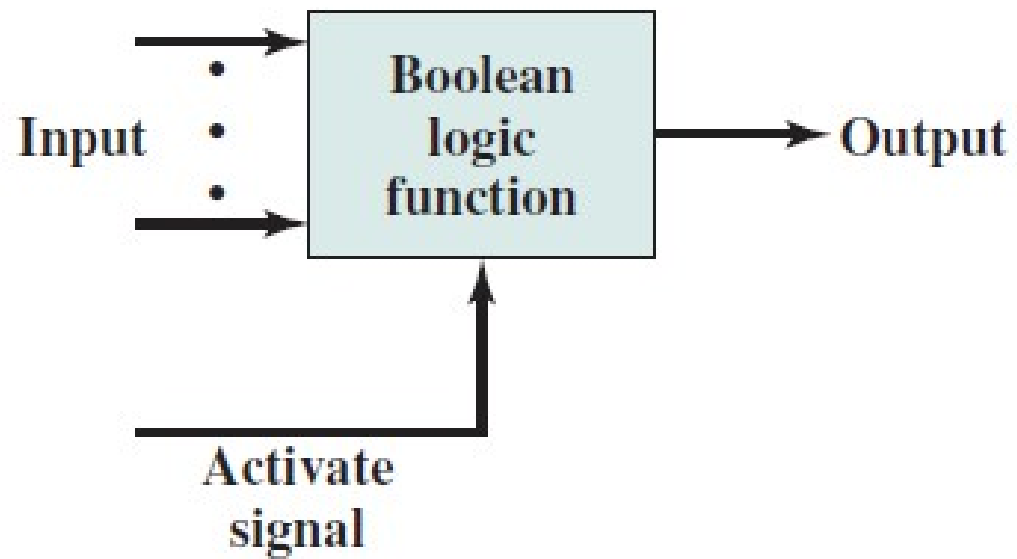 Input
Boolean
logic
function
Output
Activate
signal